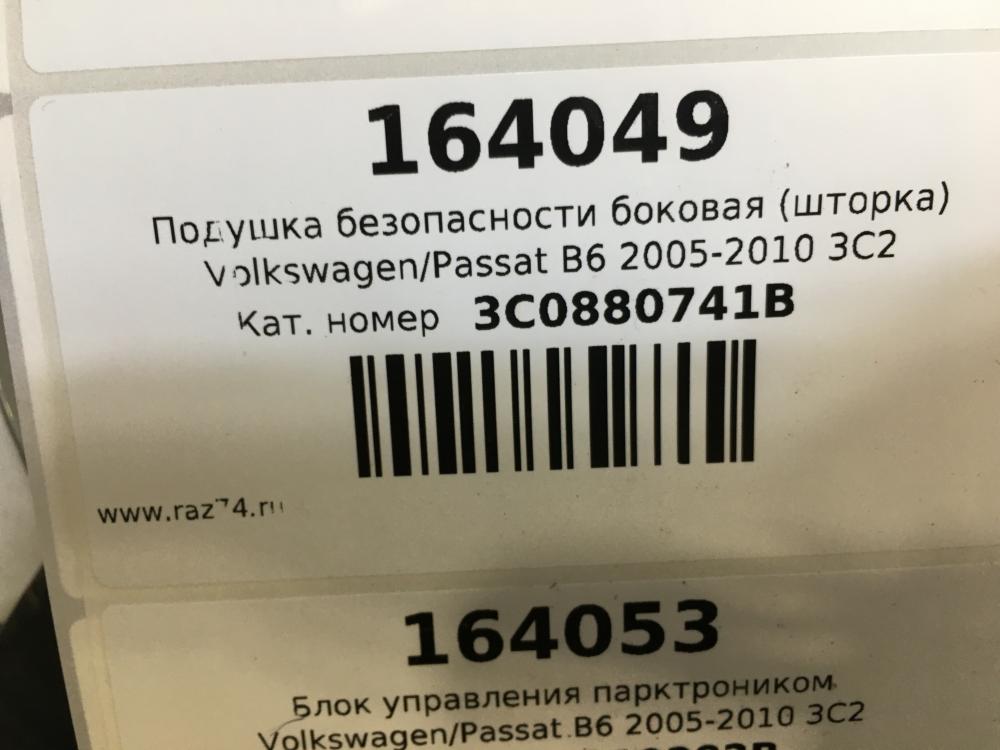 164049
Подушка безопасности боковая (шторка)
Volkswagen/Passat B6 2005-2010 3C2
Кат. номер 3C0880741B
www.raz74.ru
164053
Блок управления парктроником
Volkswagen/Passat B6 2005-2010 3C2